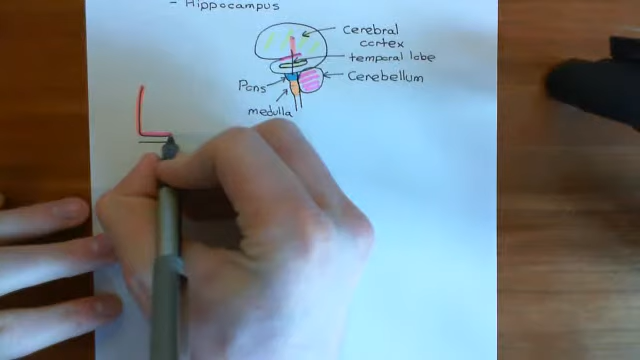 - Hippocampus
Cerebral
cortex
temporal lobe
Cerebellum
Pons
medulla